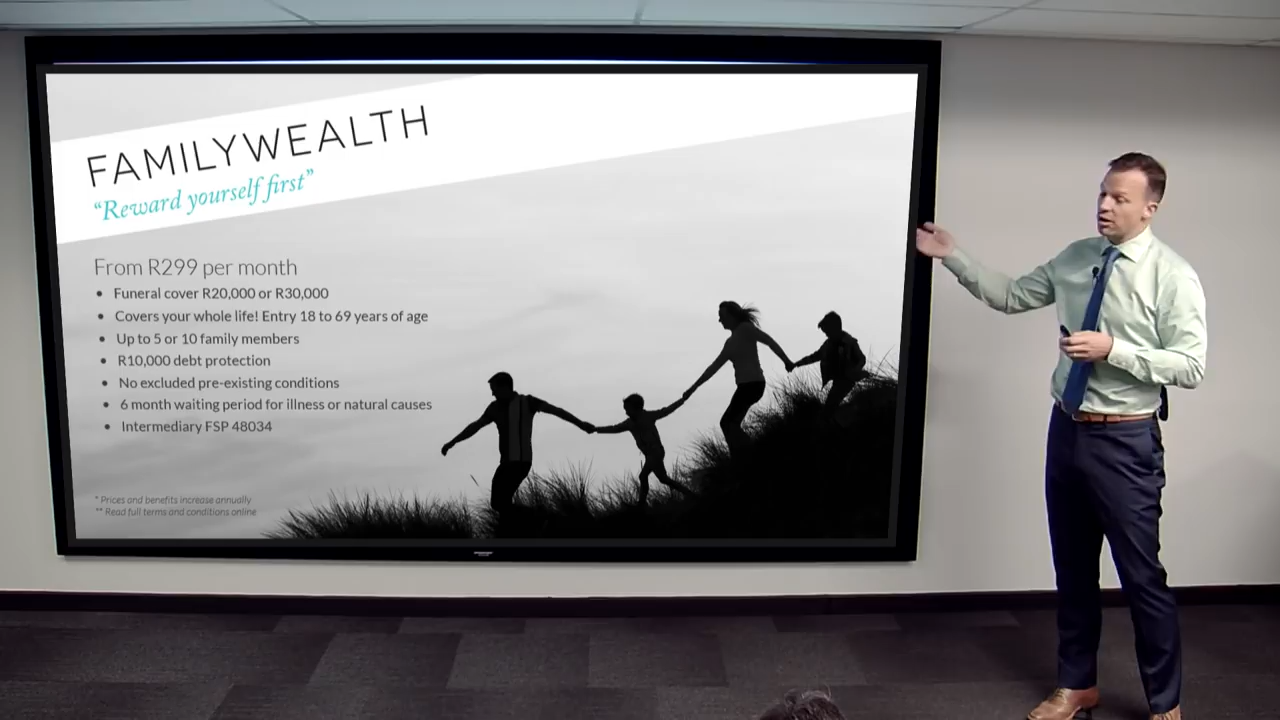 FAMILYWEALTH
“Reward yourself first”
From R299 per month
• Funeral cover R20,000 or R30,000
• Covers your whole life! Entry 18 to 69 years of age
• Up to 5 or 10 family members
• R10,000 debt protection
• No excluded pre-existing conditions
• 6 month waiting period for illness or natural causes
• Intermediary FSP 48034
* Prices and benefits increase annually
** Read full terms and conditions online